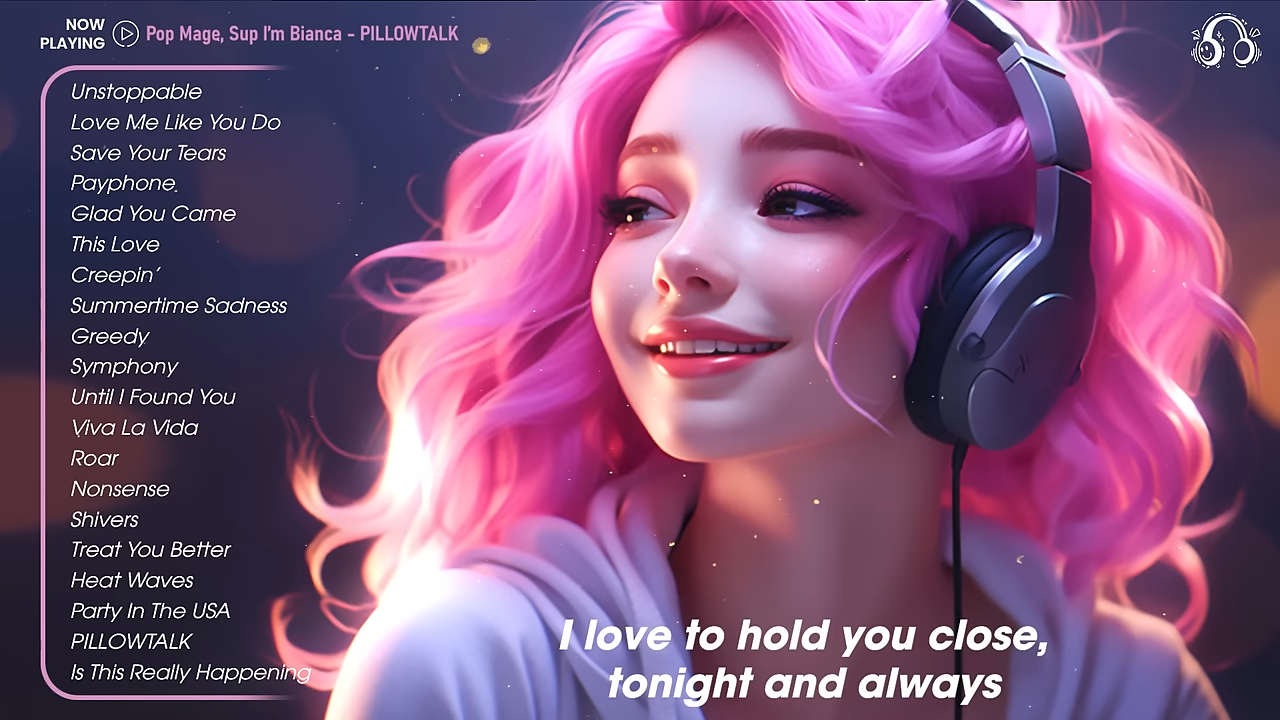 NOW
PLAYING
Pop Mage, Sup I'm Bianca - PILLOWTALK
Unstoppable
Love Me Like You Do
Save Your Tears
Payphone
Glad You Came
This Love
Creepin'
Summertime Sadness
Greedy
Symphony
Until I Found You
Viva La Vida
Roar
Nonsense
Shivers
Treat You Better
Heat Waves
Party In The USA
PILLOWTALK
Is This Really Happening
I love to hold you close,
tonight and always